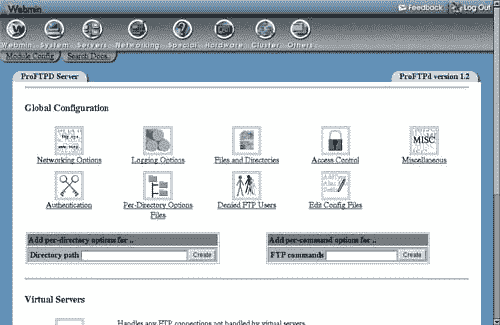 Webmin
Feedback Log Out
Webmin System Servers Networking Special Hardware Cluster Others
Module Config Search Docs..
ProFTPD Server ProFTPd version 1.2
Global Configuration
MISC
Networking Options Logging Options Files and Directories Access Control Miscellaneous
Authentication Per-Directory Options Denied FTP Users Edit Config Files
Files
Add per-directory options for .. Add per-command options for ..
Directory path Create FTP commands Create
Virtual Servers
Handles any FTP connections not handled by virtual servers.